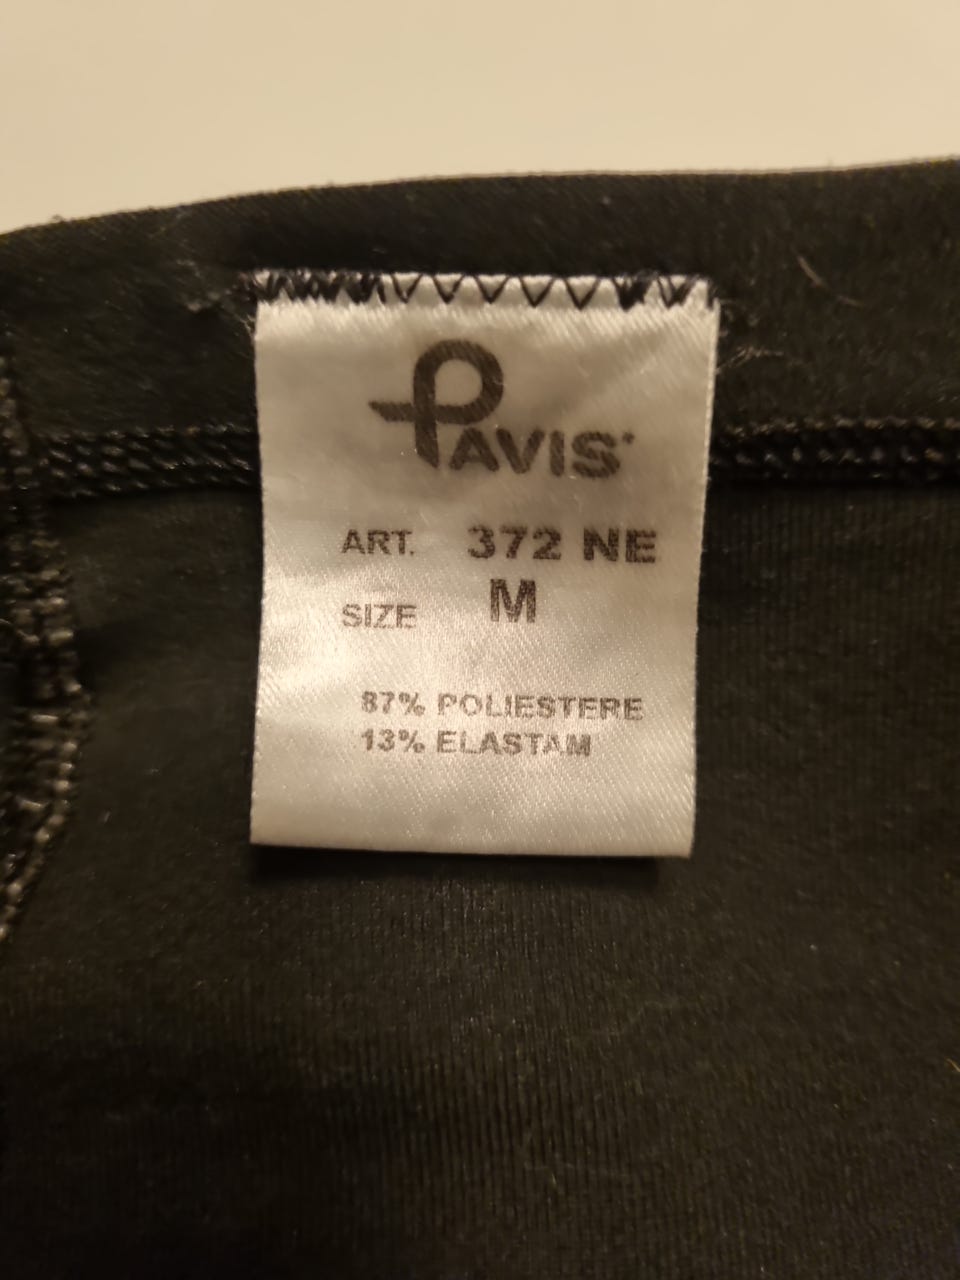 PAVIS®
ART. 372 NE
SIZE M
87% POLIESTERE
13% ELASTAM